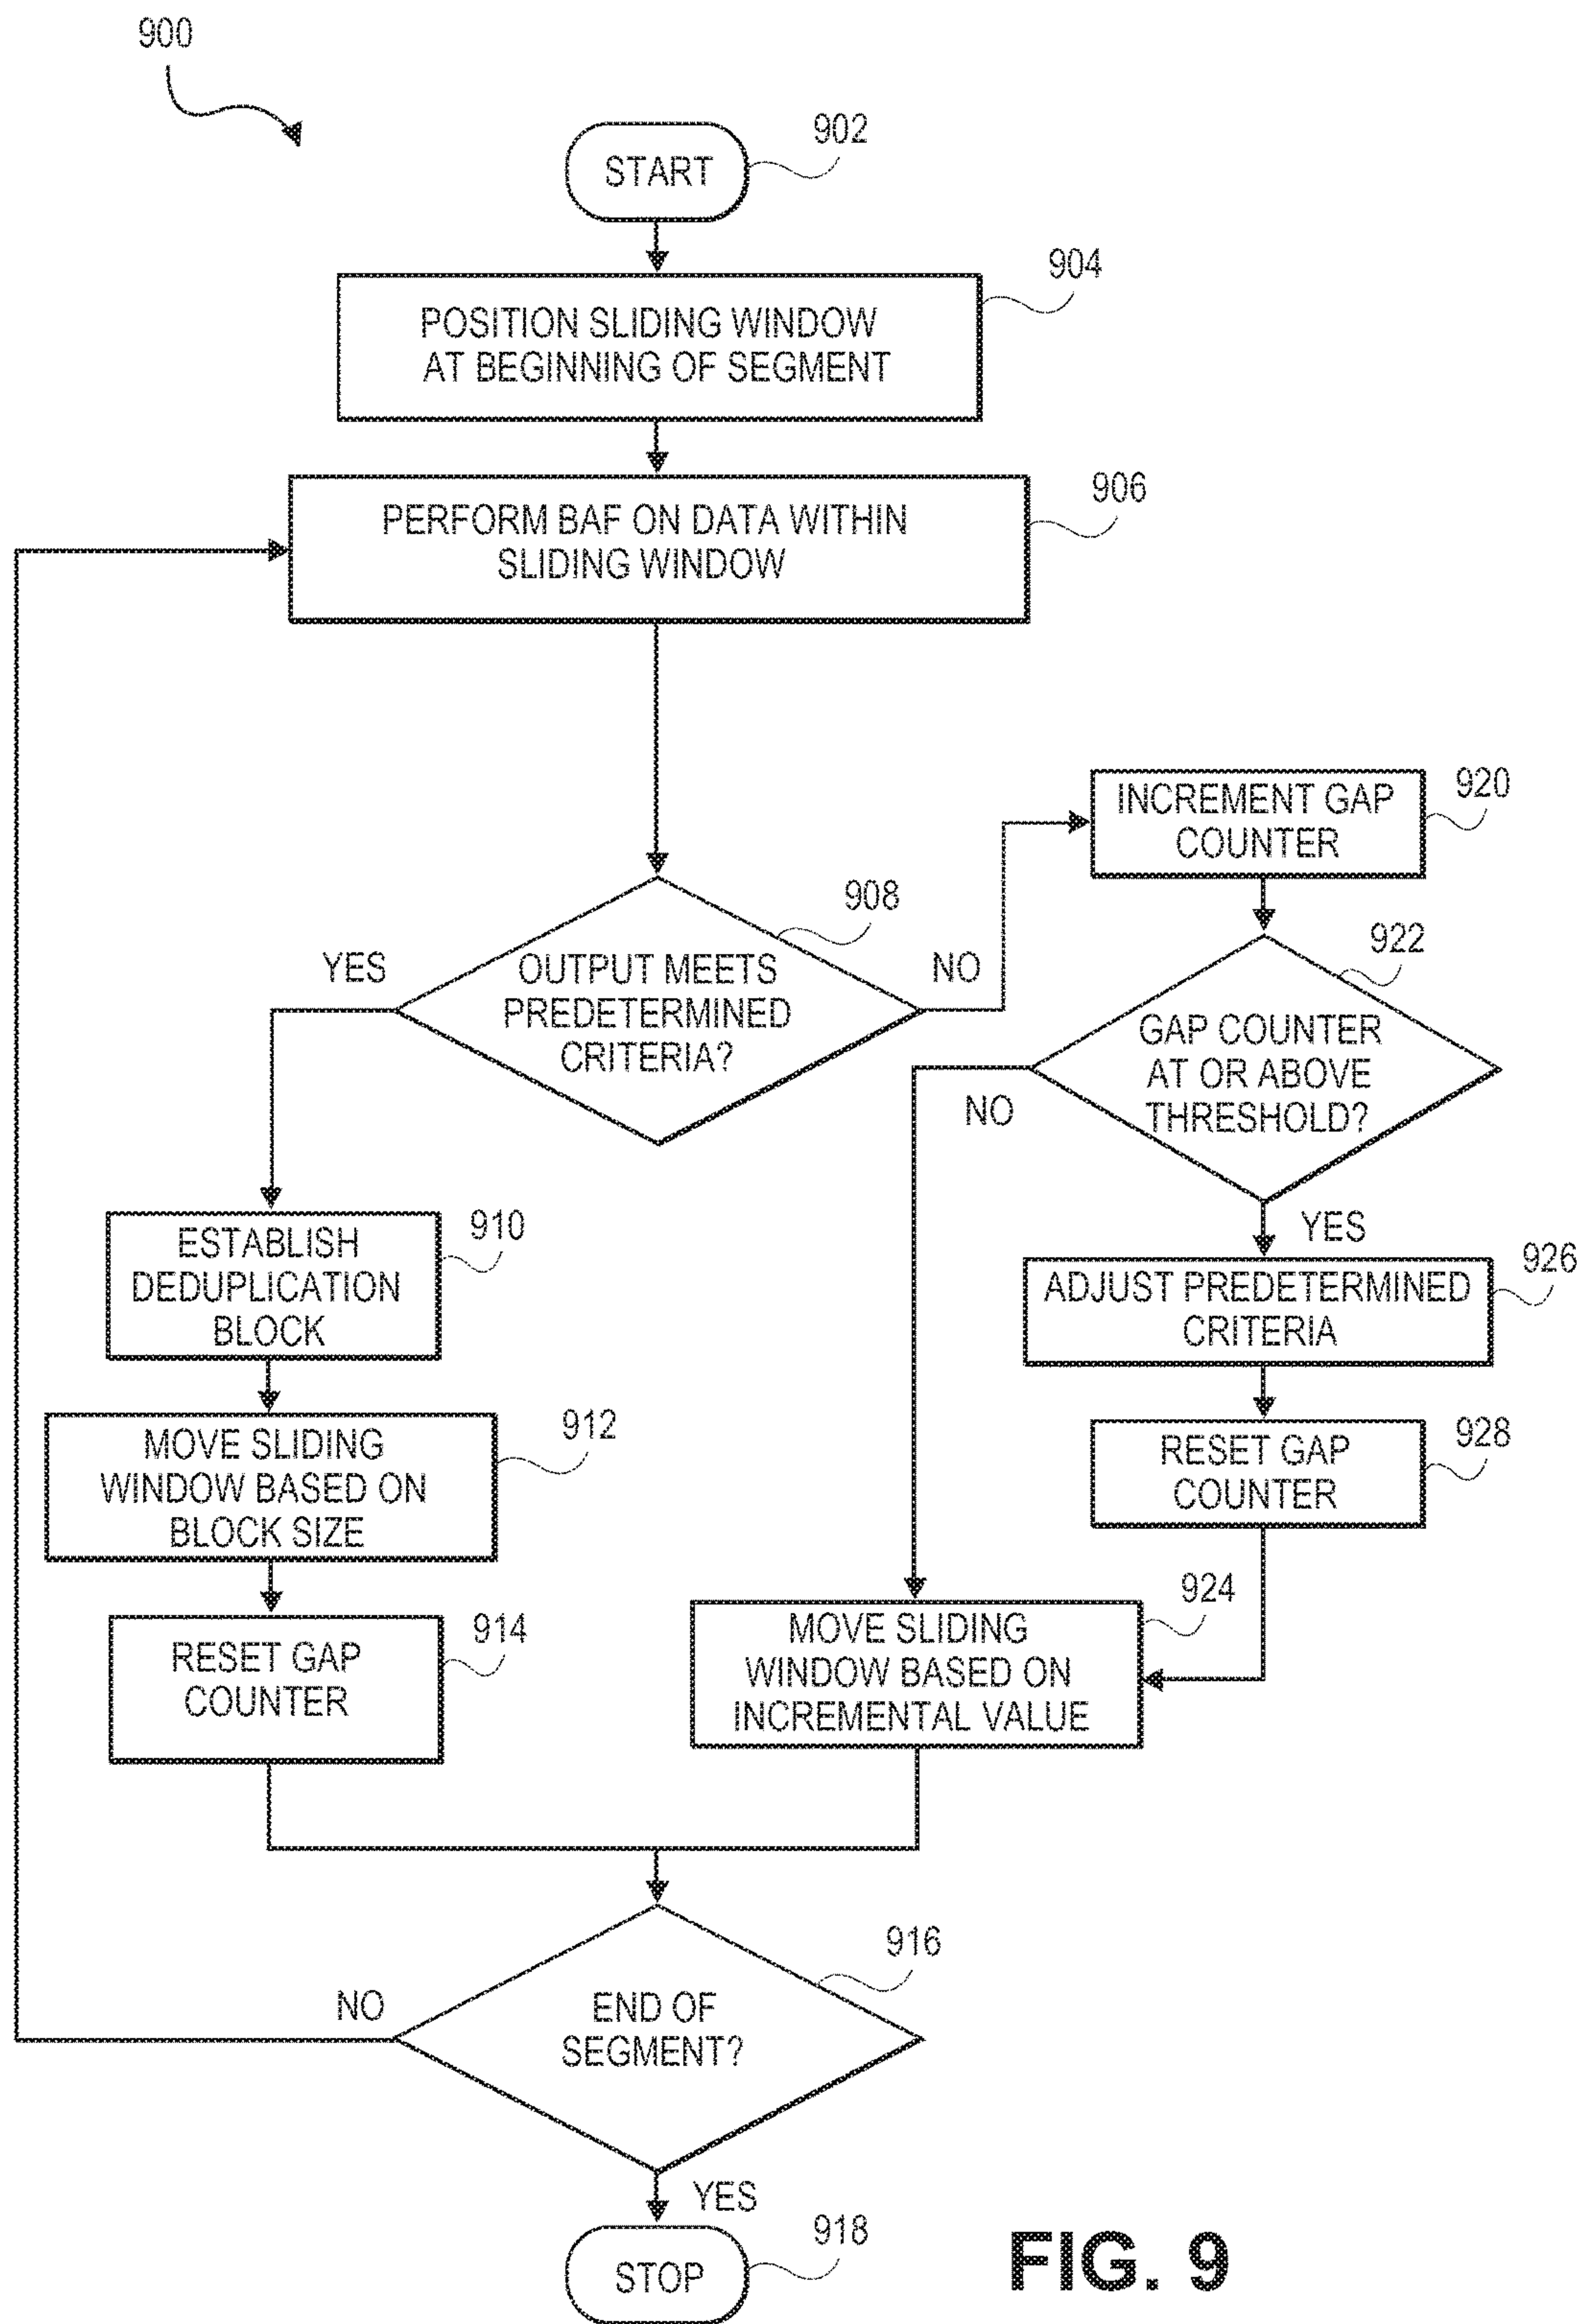 900
902
START
904
POSITION SLIDING WINDOW
AT BEGINNING OF SEGMENT
906
PERFORM BAF ON DATA WITHIN
SLIDING WINDOW
908
OUTPUT MEETS
PREDETERMINED
CRITERIA?
YES
NO
920
INCREMENT GAP
COUNTER
922
GAP COUNTER
AT OR ABOVE
THRESHOLD?
NO
YES
910
ESTABLISH
DEDUPLICATION
BLOCK
926
ADJUST PREDETERMINED
CRITERIA
912
MOVE SLIDING
WINDOW BASED ON
BLOCK SIZE
928
RESET GAP
COUNTER
914
RESET GAP
COUNTER
924
MOVE SLIDING
WINDOW BASED ON
INCREMENTAL VALUE
916
END OF
SEGMENT?
NO
YES
918
STOP
FIG. 9